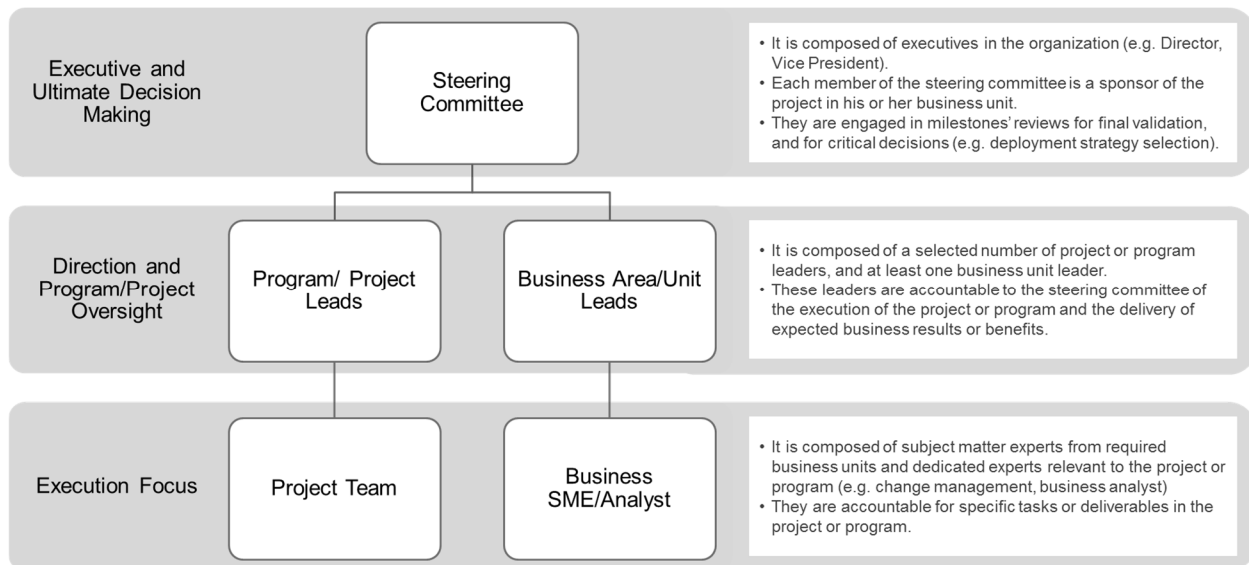 Executive and
Ultimate Decision
Making
Steering
Committee
• It is composed of executives in the organization (e.g. Director,
Vice President).
• Each member of the steering committee is a sponsor of the
project in his or her business unit.
• They are engaged in milestones' reviews for final validation,
and for critical decisions (e.g. deployment strategy selection).
Direction and
Program/Project
Oversight
Program/ Project
Leads
Business Area/Unit
Leads
• It is composed of a selected number of project or program
leaders, and at least one business unit leader.
• These leaders are accountable to the steering committee of
the execution of the project or program and the delivery of
expected business results or benefits.
Execution Focus
Project Team
Business
SME/Analyst
• It is composed of subject matter experts from required
business units and dedicated experts relevant to the project or
program (e.g. change management, business analyst)
• They are accountable for specific tasks or deliverables in the
project or program.